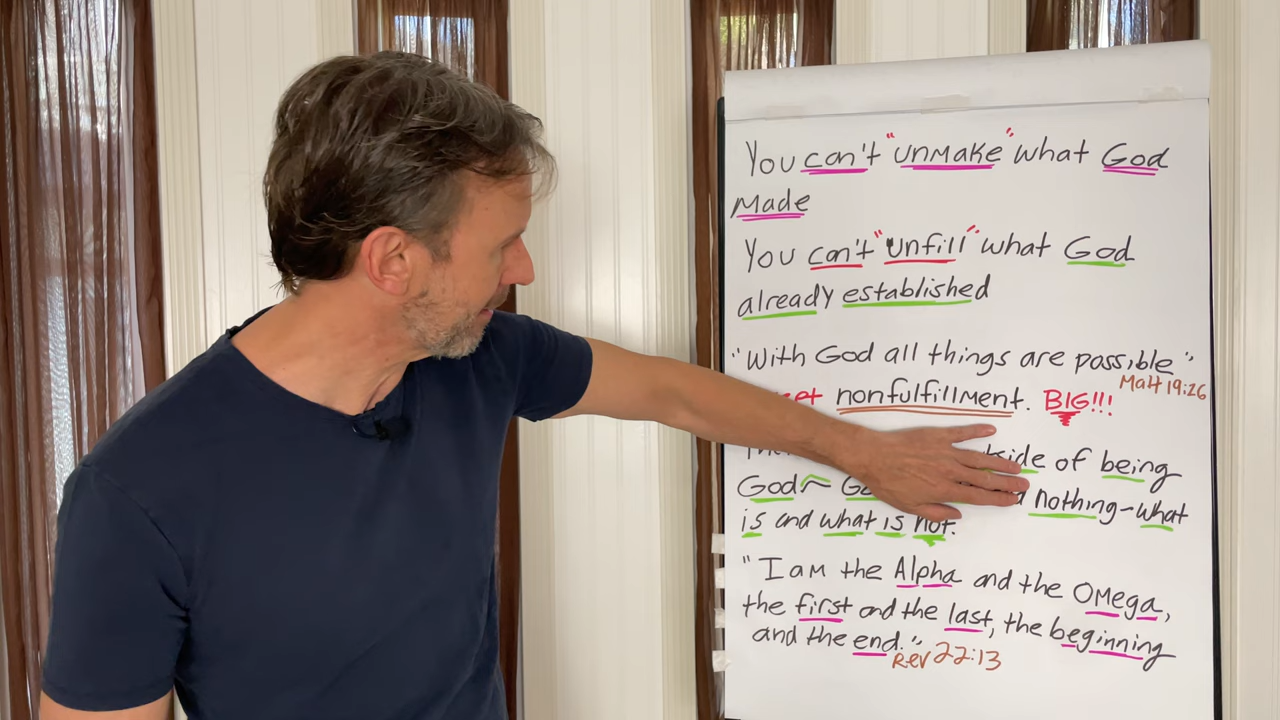 You can't "unmake" what God
Made
You can't "unfill" what God
already established
"With God all things are possible"
Matt 19:26
nonfulfillment. BIG!!!
of being
God~
nothing-what
is and what is not.
"I am the Alpha and the Omega,
the first and the last, the beginning
and the end."
Rev 22:13